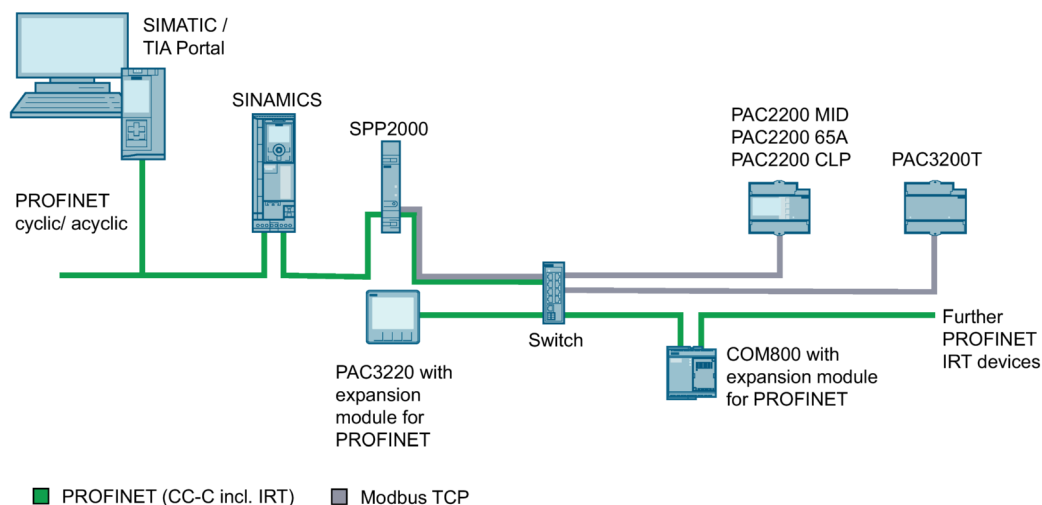 SIMATIC /
TIA Portal
SINAMICS
SPP2000
PAC2200 MID
PAC2200 65A
PAC2200 CLP
PAC3200T
PROFINET
cyclic/ acyclic
Switch
Further
PROFINET
IRT devices
PAC3220 with
expansion
module for
PROFINET
COM800 with
expansion module
for PROFINET
PROFINET (CC-C incl. IRT)
Modbus TCP